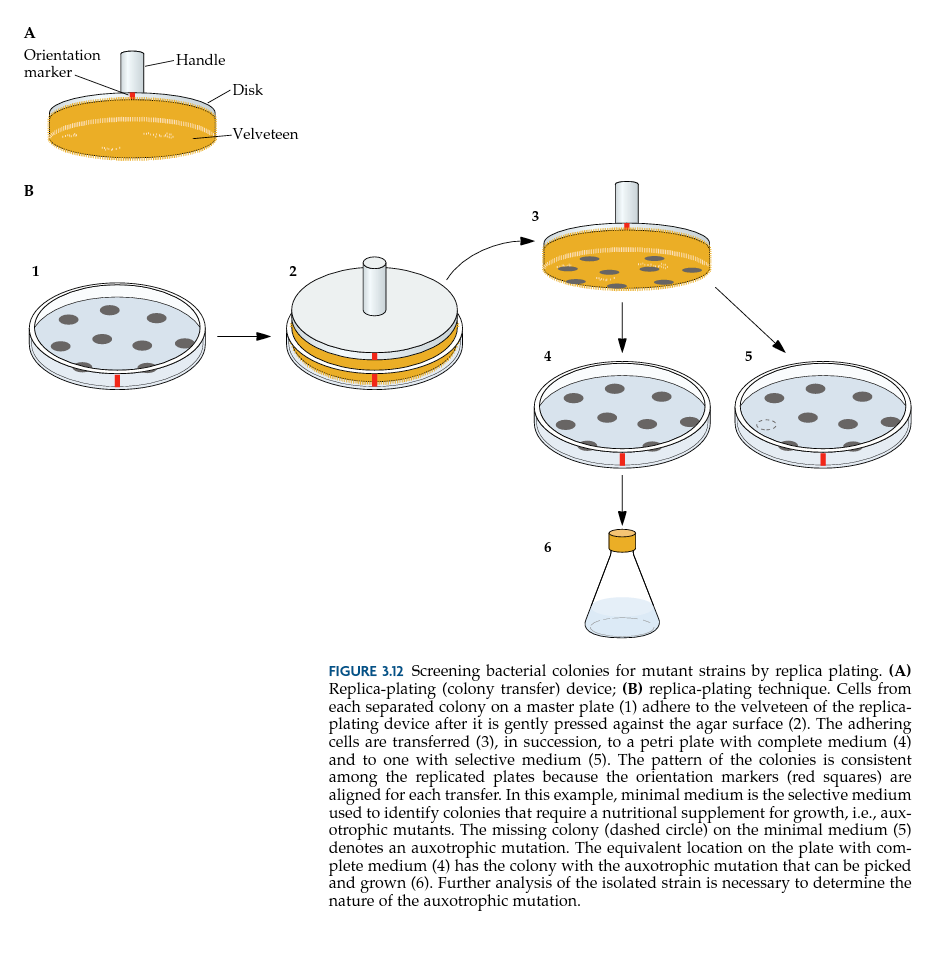 A
Orientation
marker
Handle
Disk
Velveteen
B
1
2
3
4
5
6
FIGURE 3.12 Screening bacterial colonies for mutant strains by replica plating. (A)
Replica-plating (colony transfer) device; (B) replica-plating technique. Cells from
each separated colony on a master plate (1) adhere to the velveteen of the replica-
plating device after it is gently pressed against the agar surface (2). The adhering
cells are transferred (3), in succession, to a petri plate with complete medium (4)
and to one with selective medium (5). The pattern of the colonies is consistent
among the replicated plates because the orientation markers (red squares) are
aligned for each transfer. In this example, minimal medium is the selective medium
used to identify colonies that require a nutritional supplement for growth, i.e., aux-
otrophic mutants. The missing colony (dashed circle) on the minimal medium (5)
denotes an auxotrophic mutation. The equivalent location on the plate with com-
plete medium (4) has the colony with the auxotrophic mutation that can be picked
and grown (6). Further analysis of the isolated strain is necessary to determine the
nature of the auxotrophic mutation.